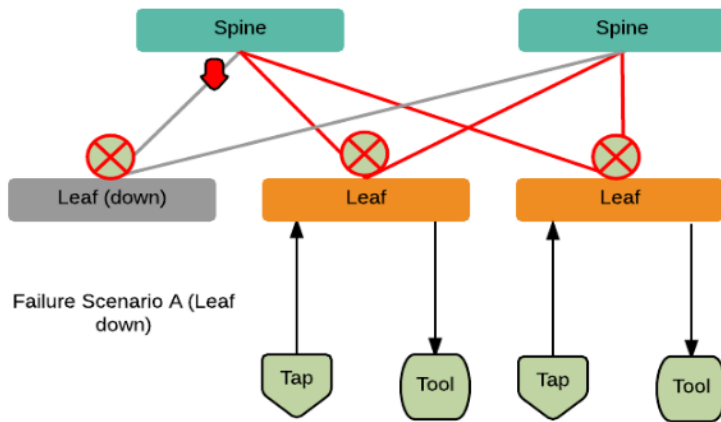 Spine
Spine
Leaf (down)
Leaf
Leaf
Failure Scenario A (Leaf
down)
Tap
Tool
Tap
Tool